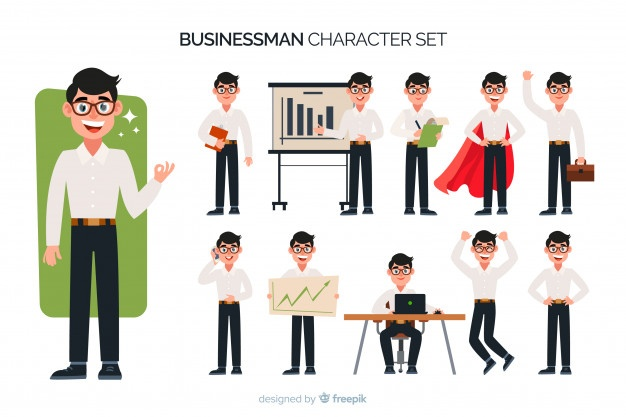 BUSINESSMAN CHARACTER SET
designed by freepik